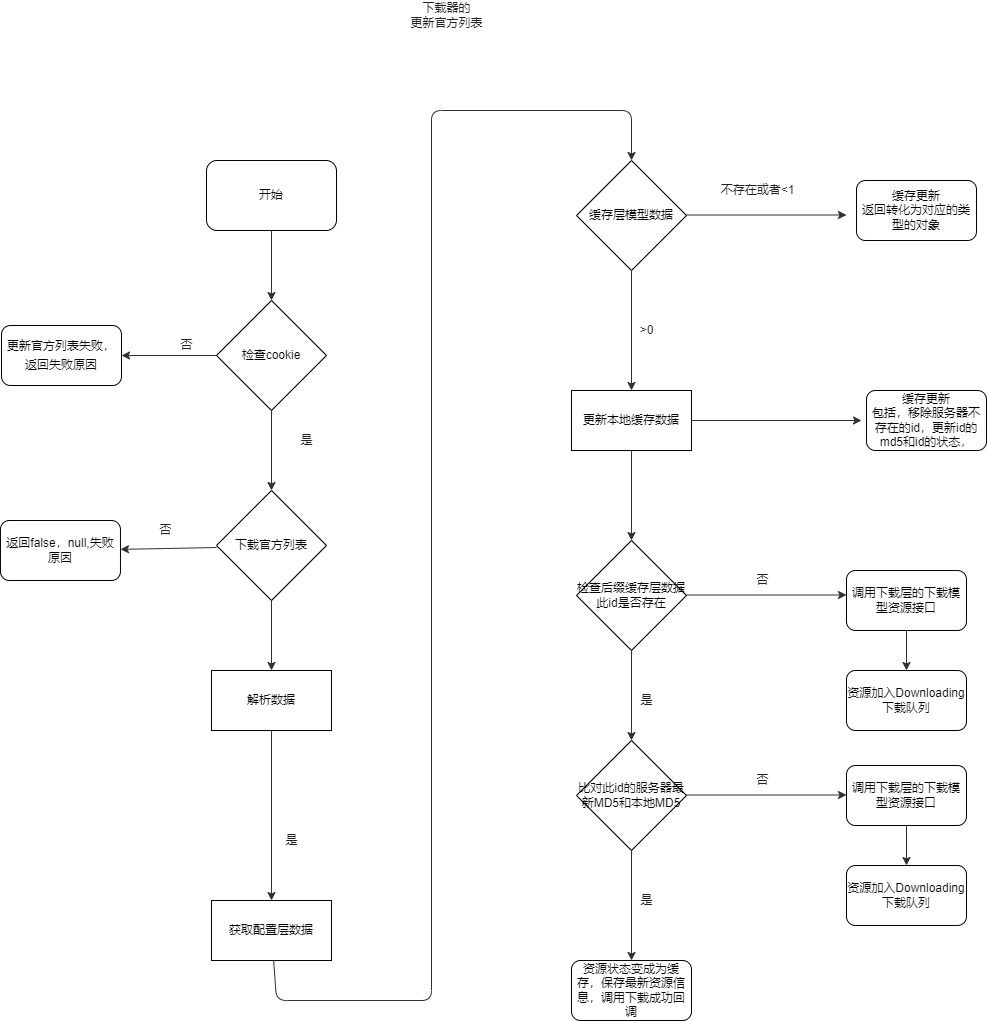 下载器的
更新官方列表
开始
检查cookie
否
更新官方列表失败，
返回失败原因
是
下载官方列表
否
返回false，null,失败
原因
解析数据
是
获取配置层数据
缓存层模型数据
不存在或者<1
缓存更新
返回转化为对应的类
型的对象
>0
更新本地缓存数据
缓存更新
包括，移除服务器不
存在的id，更新id的
md5和id的状态，
检查后缀缓存层数据
此id是否存在
否
调用下载层的下载模
型资源接口
资源加入Downloading
下载队列
是
比对此id的服务器最
新MD5和本地MD5
否
调用下载层的下载模
型资源接口
资源加入Downloading
下载队列
是
资源状态变成为缓
存，保存最新资源信
息，调用下载成功回
调